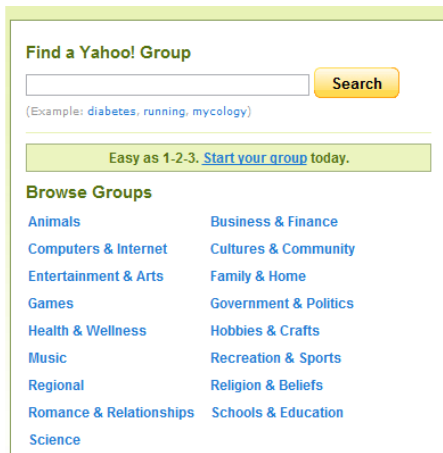 Find a Yahoo! Group
Search
(Example: diabetes, running, mycology)
Easy as 1-2-3. Start your group today.
Browse Groups
Animals
Business & Finance
Computers & Internet
Cultures & Community
Entertainment & Arts
Family & Home
Games
Government & Politics
Health & Wellness
Hobbies & Crafts
Music
Recreation & Sports
Regional
Religion & Beliefs
Romance & Relationships
Schools & Education
Science